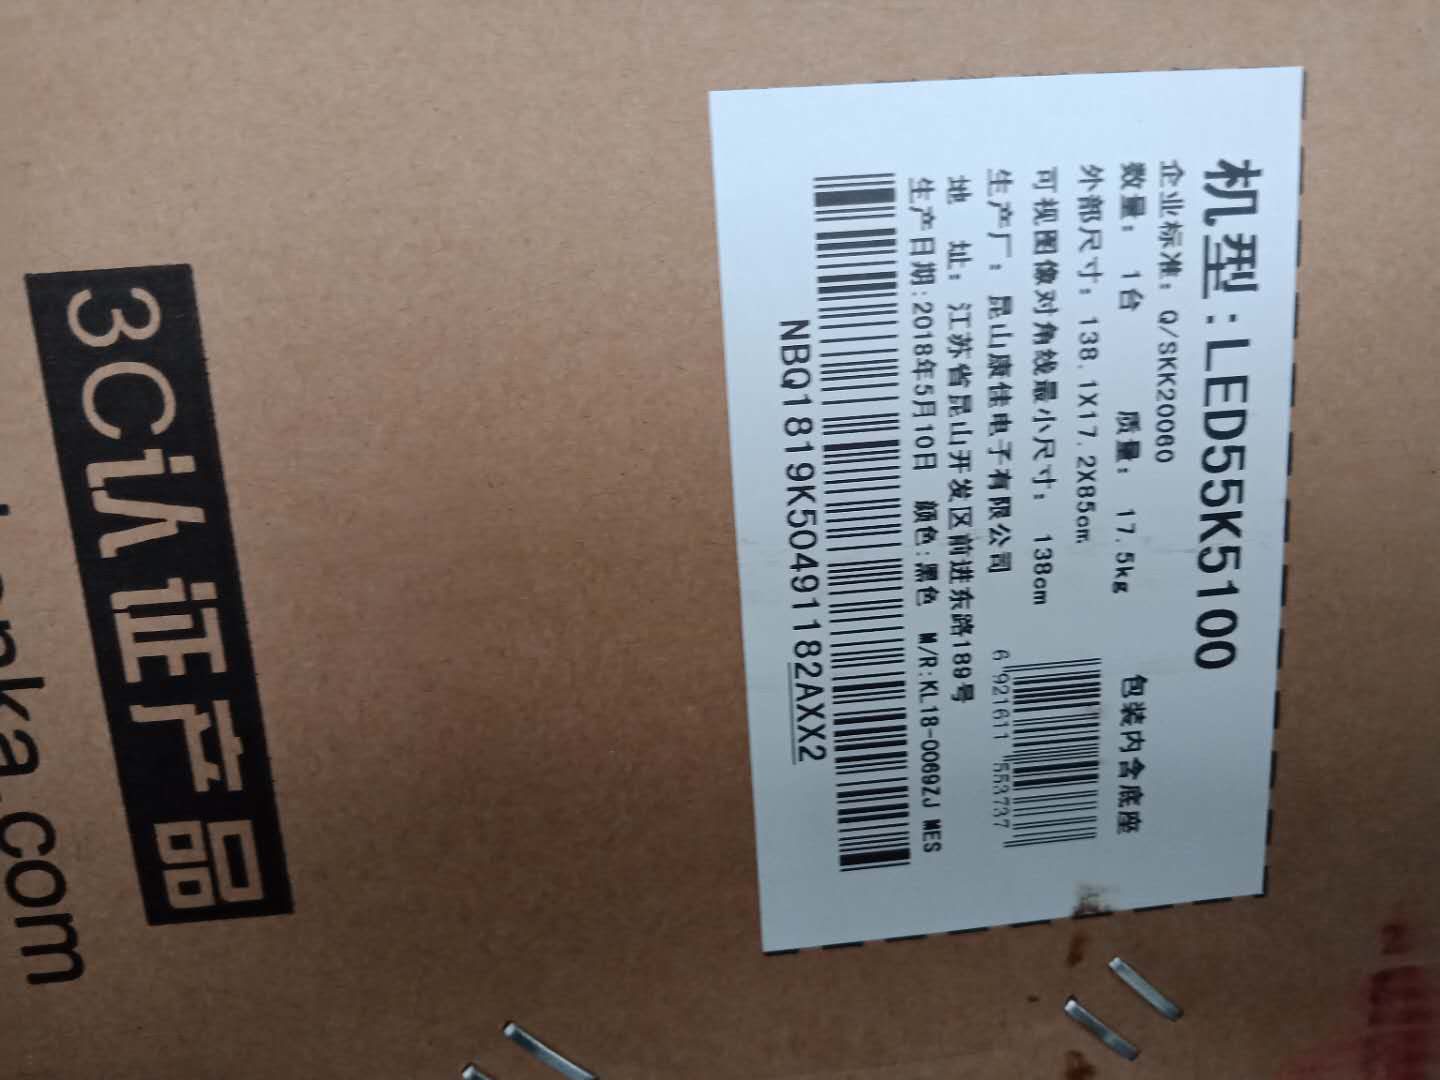 机型:LED55K5100
企业标准: Q/SKK20060
数量: 1台 质量: 17.5kg 包装内含底座
外部尺寸: 138.1X17.2X85cm
可视图像对角线最小尺寸: 138cm
生产厂: 昆山康佳电子有限公司
6 921611 553737
地 址: 江苏省昆山开发区前进东路189号
生产日期:2018年5月10日 颜色:黑色 M/R:KL18-0069ZJ MES
NBQ1819K50491182AXX2
3C认证产品
onka.com